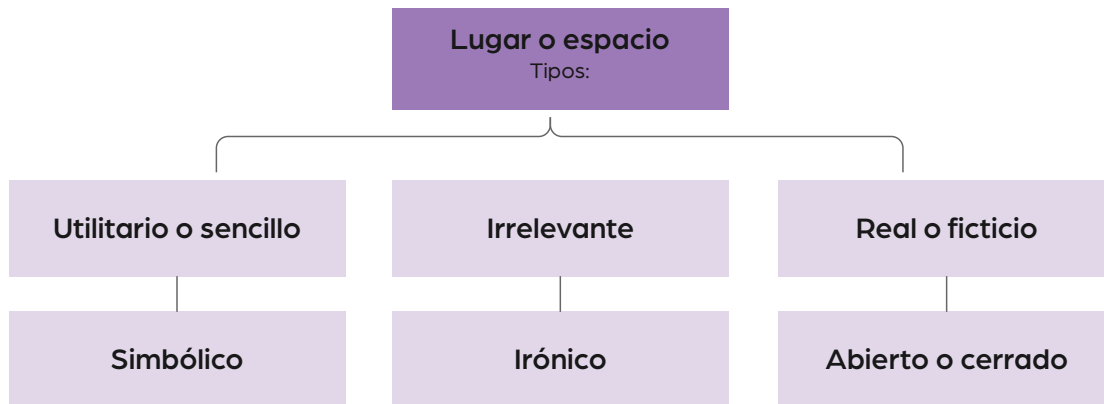 Lugar o espacio
Tipos:
Utilitario o sencillo
Irrelevante
Real o ficticio
Simbólico
Irónico
Abierto o cerrado